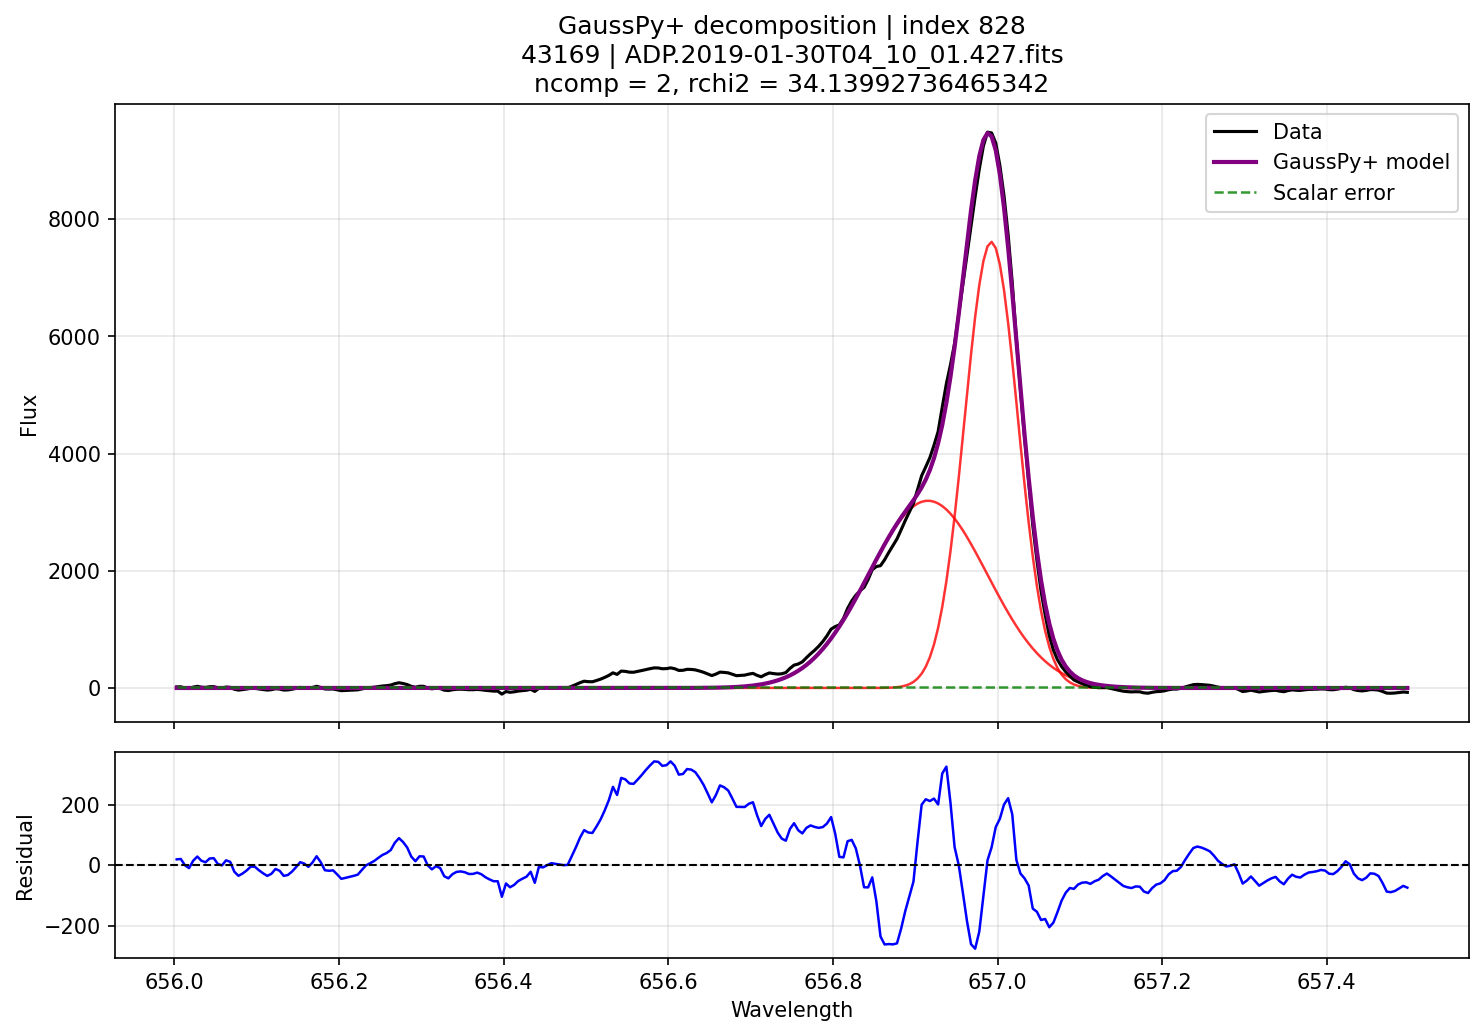 GaussPy+ decomposition | index 828
43169 | ADP.2019-01-30T04_10_01.427.fits
ncomp = 2, rchi2 = 34.13992736465342
Data
GaussPy+ model
Scalar error
Flux
8000
6000
4000
2000
0
Residual
200
0
−200
656.0 656.2 656.4 656.6 656.8 657.0 657.2 657.4
Wavelength